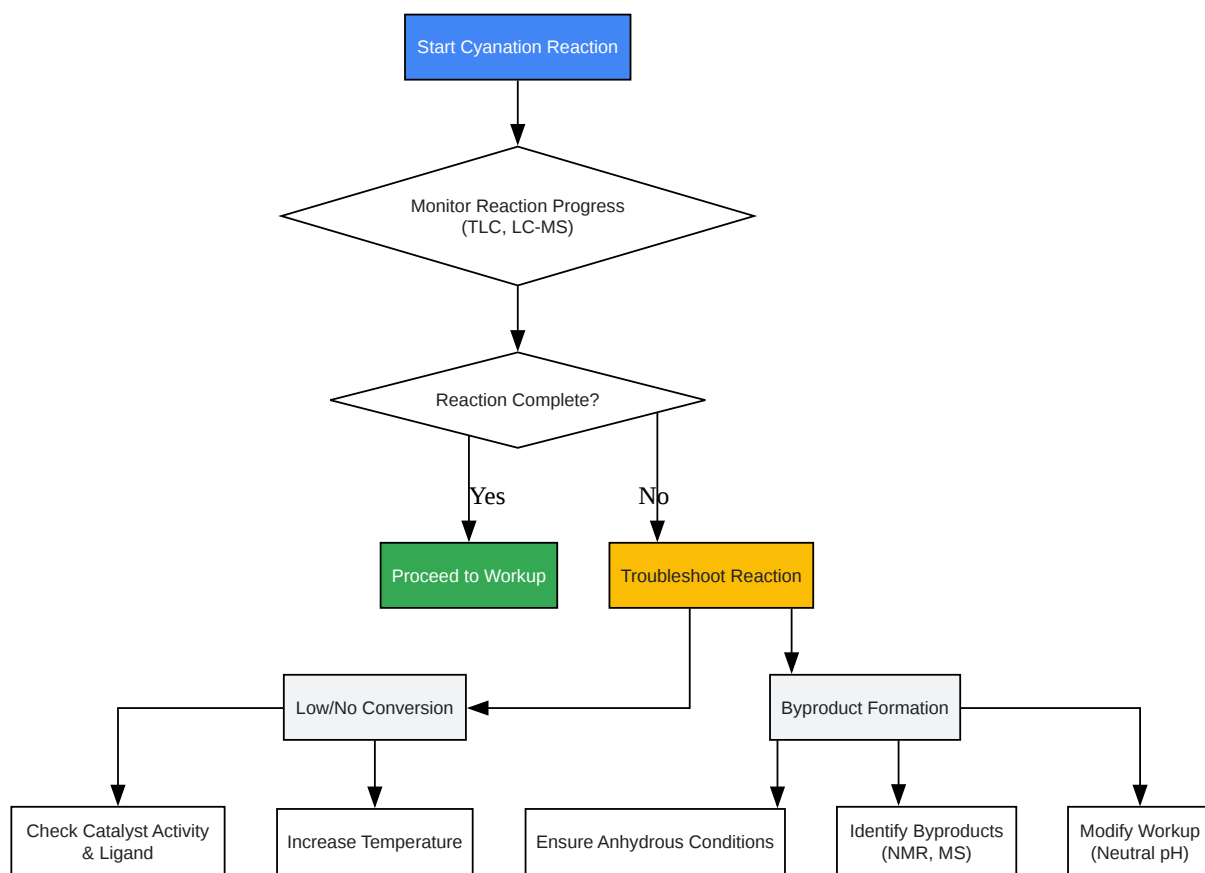 Start Cyanation Reaction
Monitor Reaction Progress
(TLC, LC-MS)
Reaction Complete?
Yes
No
Proceed to Workup
Troubleshoot Reaction
Low/No Conversion
Byproduct Formation
Check Catalyst Activity
& Ligand
Increase Temperature
Ensure Anhydrous Conditions
Identify Byproducts
(NMR, MS)
Modify Workup
(Neutral pH)